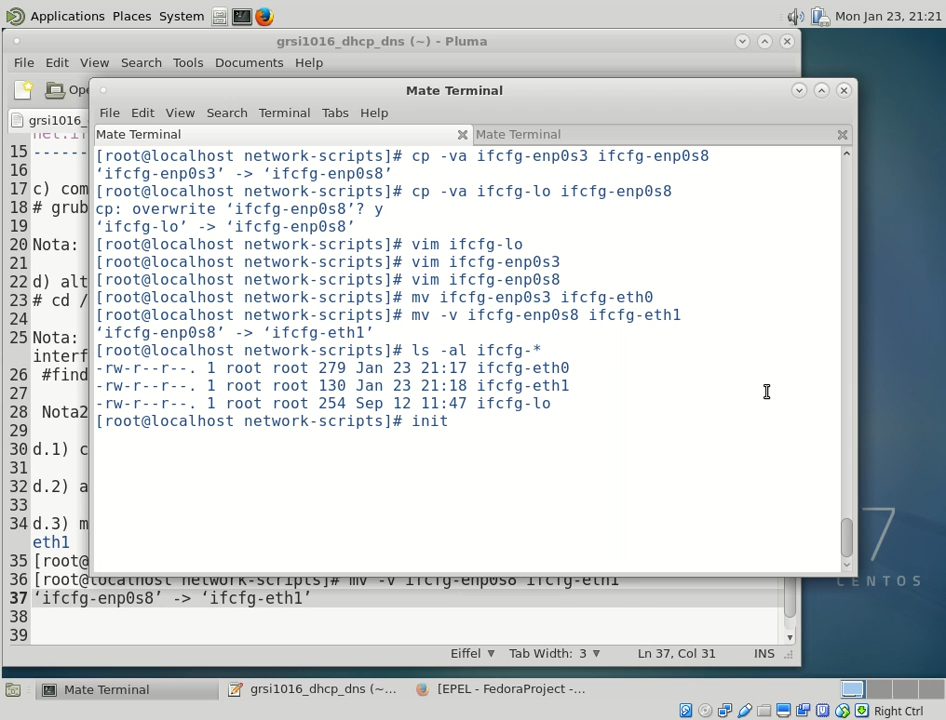 Applications Places System
Mon Jan 23, 21:21
grsi1016_dhcp_dns (~) - Pluma
File Edit View Search Tools Documents Help
Mate Terminal
File Edit View Search Terminal Tabs Help
Mate Terminal
Mate Terminal
[root@localhost network-scripts]# cp -va ifcfg-enp0s3 ifcfg-enp0s8
‘ifcfg-enp0s3’ -> ‘ifcfg-enp0s8’
[root@localhost network-scripts]# cp -va ifcfg-lo ifcfg-enp0s8
cp: overwrite ‘ifcfg-enp0s8’? y
‘ifcfg-lo’ -> ‘ifcfg-enp0s8’
[root@localhost network-scripts]# vim ifcfg-lo
[root@localhost network-scripts]# vim ifcfg-enp0s3
[root@localhost network-scripts]# vim ifcfg-enp0s8
[root@localhost network-scripts]# mv ifcfg-enp0s3 ifcfg-eth0
[root@localhost network-scripts]# mv -v ifcfg-enp0s8 ifcfg-eth1
‘ifcfg-enp0s8’ -> ‘ifcfg-eth1’
[root@localhost network-scripts]# ls -al ifcfg-*
-rw-r--r--. 1 root root 279 Jan 23 21:17 ifcfg-eth0
-rw-r--r--. 1 root root 130 Jan 23 21:18 ifcfg-eth1
-rw-r--r--. 1 root root 254 Sep 12 11:47 ifcfg-lo
[root@localhost network-scripts]# init
grsi1016_
15 -----
16
17 c) com
18 # grub
19
20 Nota:
21
22 d) alt
23 # cd /
24
25 Nota:
interf
26 #find
27
28 Nota2
29
30 d.1) c
31
32 d.2) a
33
34 d.3) m
eth1
35 [root@
36 [root@localhost network-scripts]# mv -v ifcfg-enp0s8 ifcfg-eth1
37 ‘ifcfg-enp0s8’ -> ‘ifcfg-eth1’
38
39
Eiffel Tab Width: 3 Ln 37, Col 31 INS
7
CENTOS
Mate Terminal
grsi1016_dhcp_dns (~...
[EPEL - FedoraProject -...
Right Ctrl